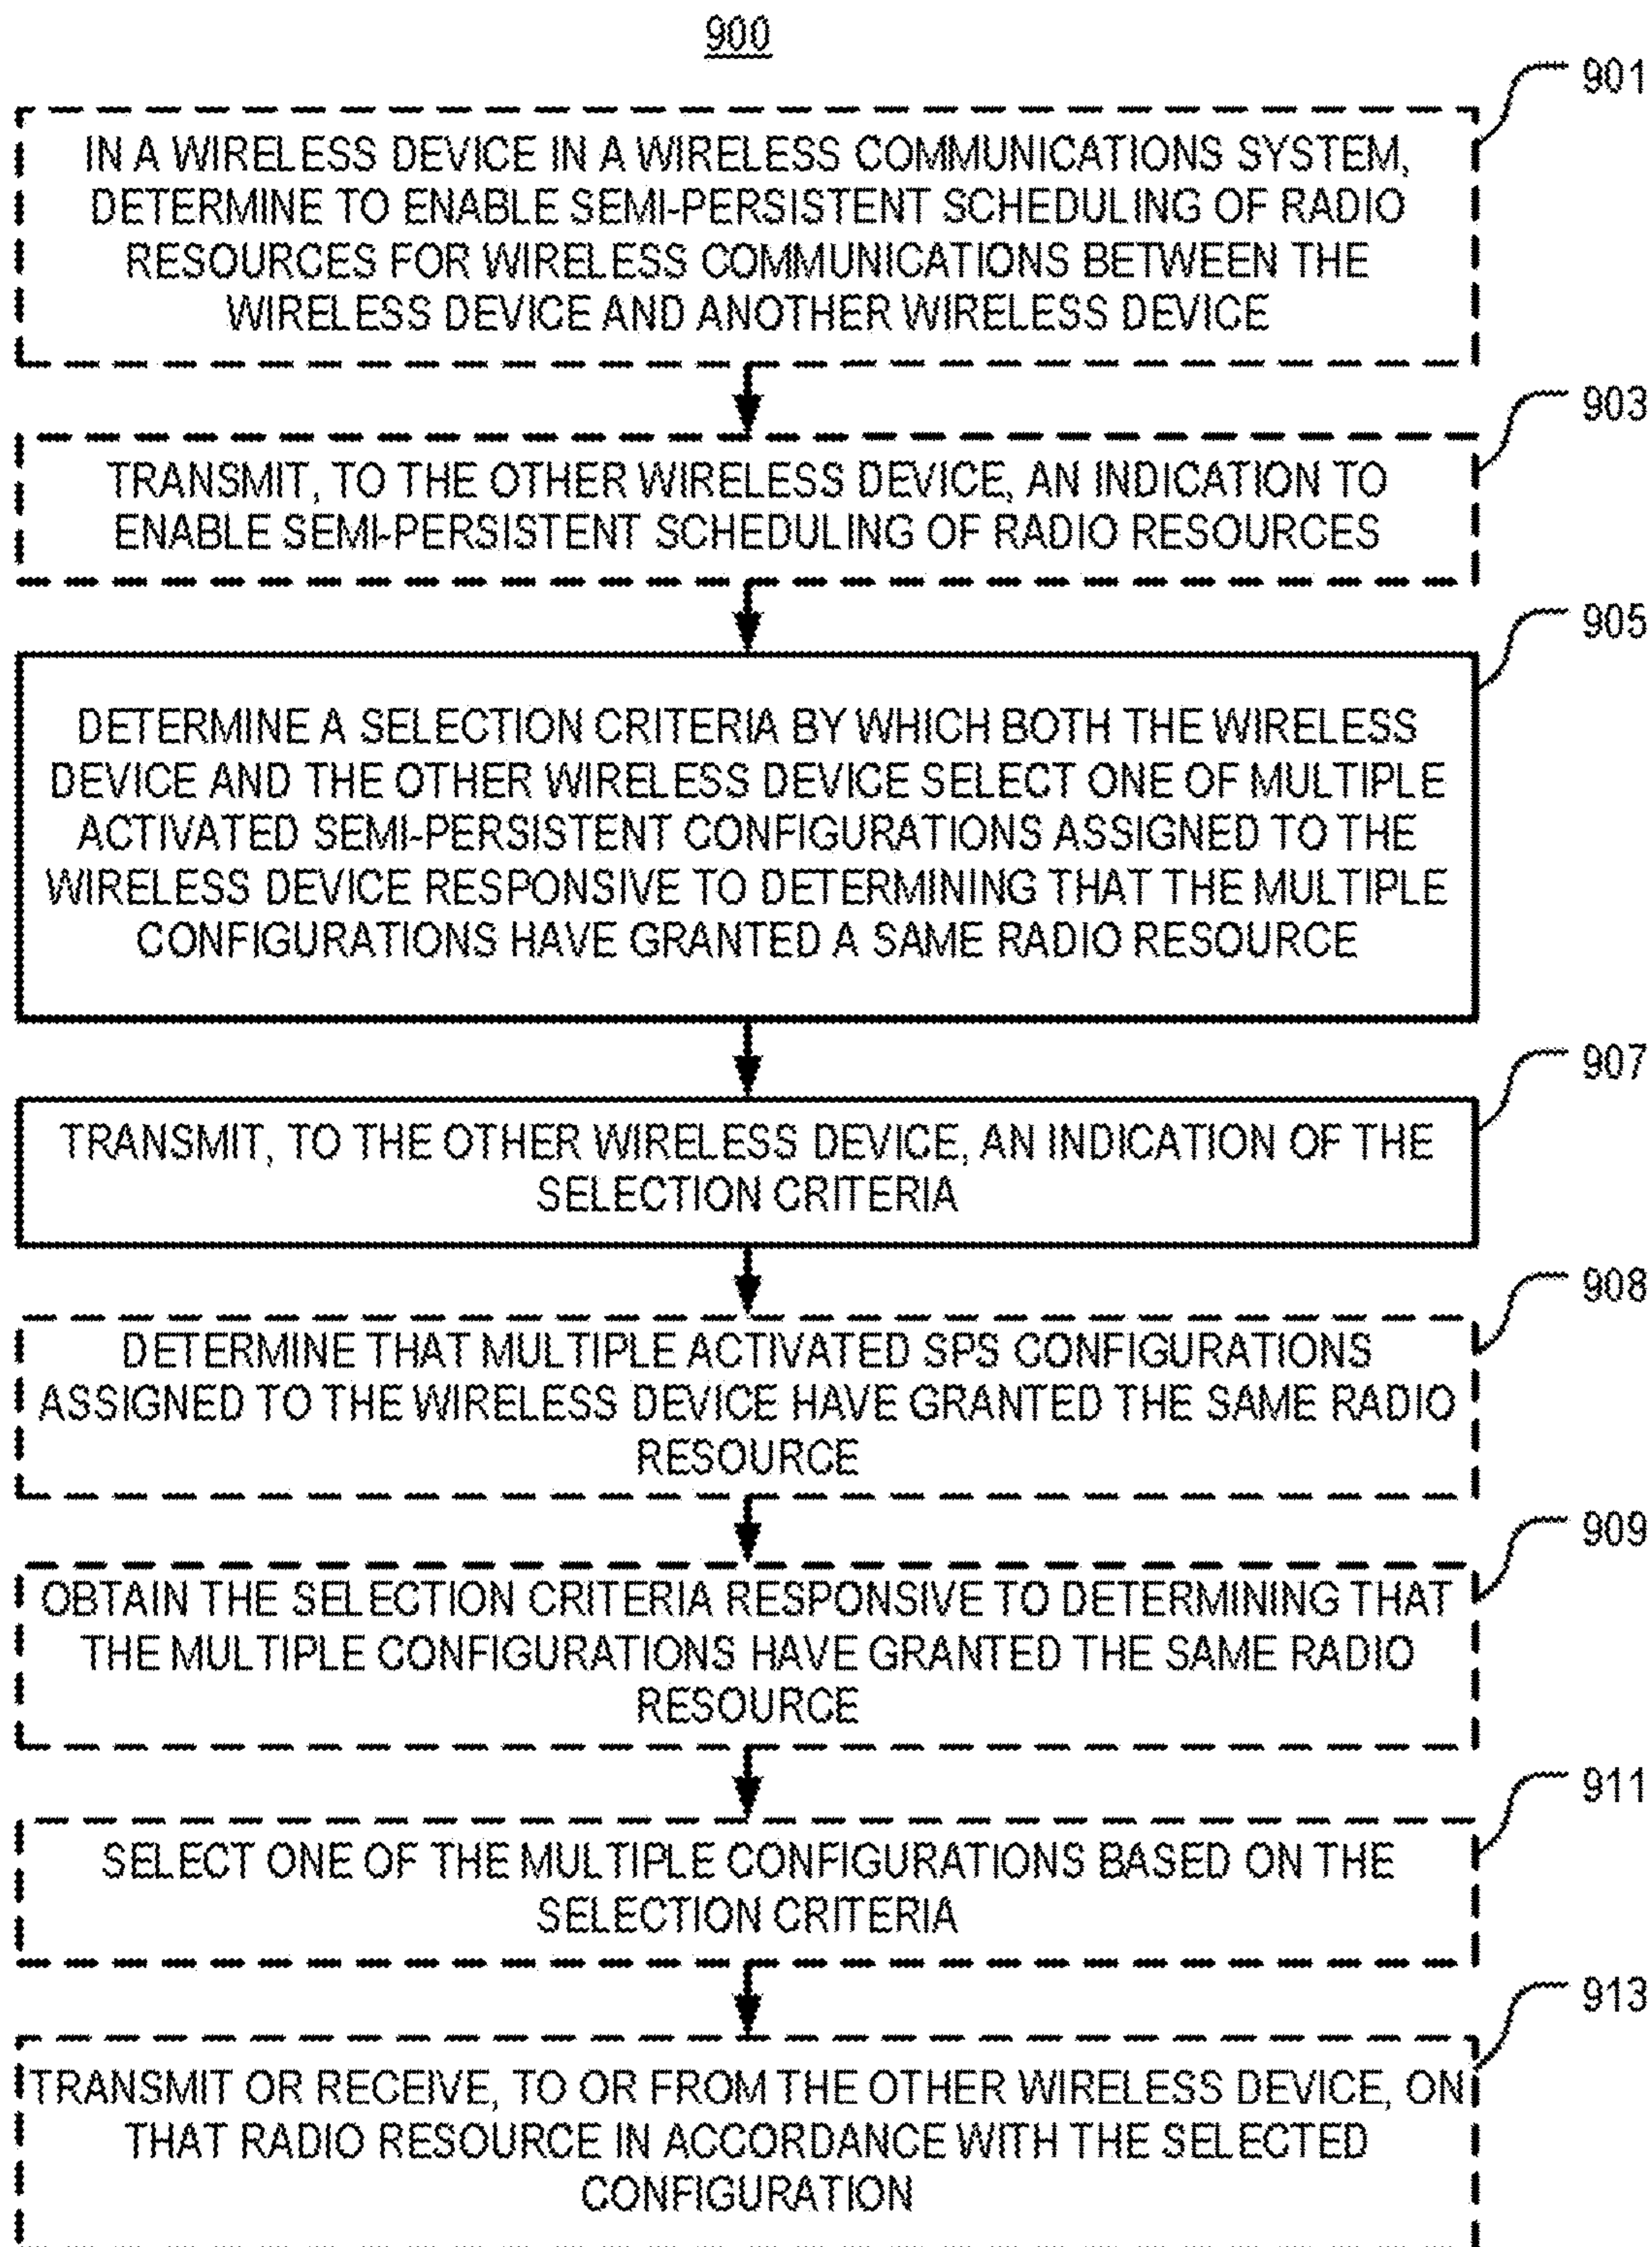 900
901
IN A WIRELESS DEVICE IN A WIRELESS COMMUNICATIONS SYSTEM,
DETERMINE TO ENABLE SEMI-PERSISTENT SCHEDULING OF RADIO
RESOURCES FOR WIRELESS COMMUNICATIONS BETWEEN THE
WIRELESS DEVICE AND ANOTHER WIRELESS DEVICE
903
TRANSMIT, TO THE OTHER WIRELESS DEVICE, AN INDICATION TO
ENABLE SEMI-PERSISTENT SCHEDULING OF RADIO RESOURCES
905
DETERMINE A SELECTION CRITERIA BY WHICH BOTH THE WIRELESS
DEVICE AND THE OTHER WIRELESS DEVICE SELECT ONE OF MULTIPLE
ACTIVATED SEMI-PERSISTENT CONFIGURATIONS ASSIGNED TO THE
WIRELESS DEVICE RESPONSIVE TO DETERMINING THAT THE MULTIPLE
CONFIGURATIONS HAVE GRANTED A SAME RADIO RESOURCE
907
TRANSMIT, TO THE OTHER WIRELESS DEVICE, AN INDICATION OF THE
SELECTION CRITERIA
908
DETERMINE THAT MULTIPLE ACTIVATED SPS CONFIGURATIONS
ASSIGNED TO THE WIRELESS DEVICE HAVE GRANTED THE SAME RADIO
RESOURCE
909
OBTAIN THE SELECTION CRITERIA RESPONSIVE TO DETERMINING THAT
THE MULTIPLE CONFIGURATIONS HAVE GRANTED THE SAME RADIO
RESOURCE
911
SELECT ONE OF THE MULTIPLE CONFIGURATIONS BASED ON THE
SELECTION CRITERIA
913
TRANSMIT OR RECEIVE, TO OR FROM THE OTHER WIRELESS DEVICE, ON
THAT RADIO RESOURCE IN ACCORDANCE WITH THE SELECTED
CONFIGURATION